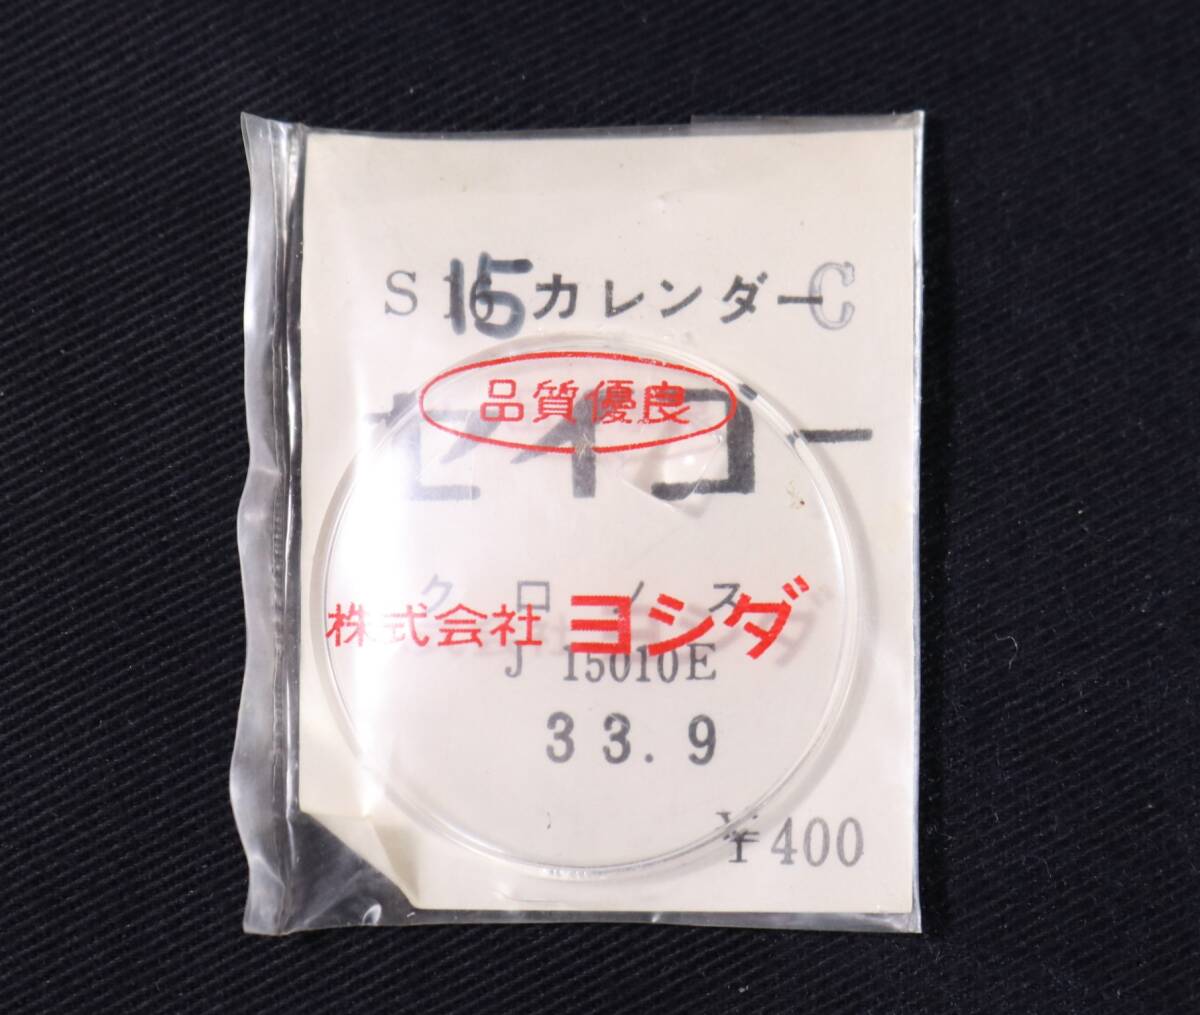 S 15 カレンダー C
品質優良
セイコー
クロノス
株式会社 ヨシダ
J 15010E
33.9
¥400